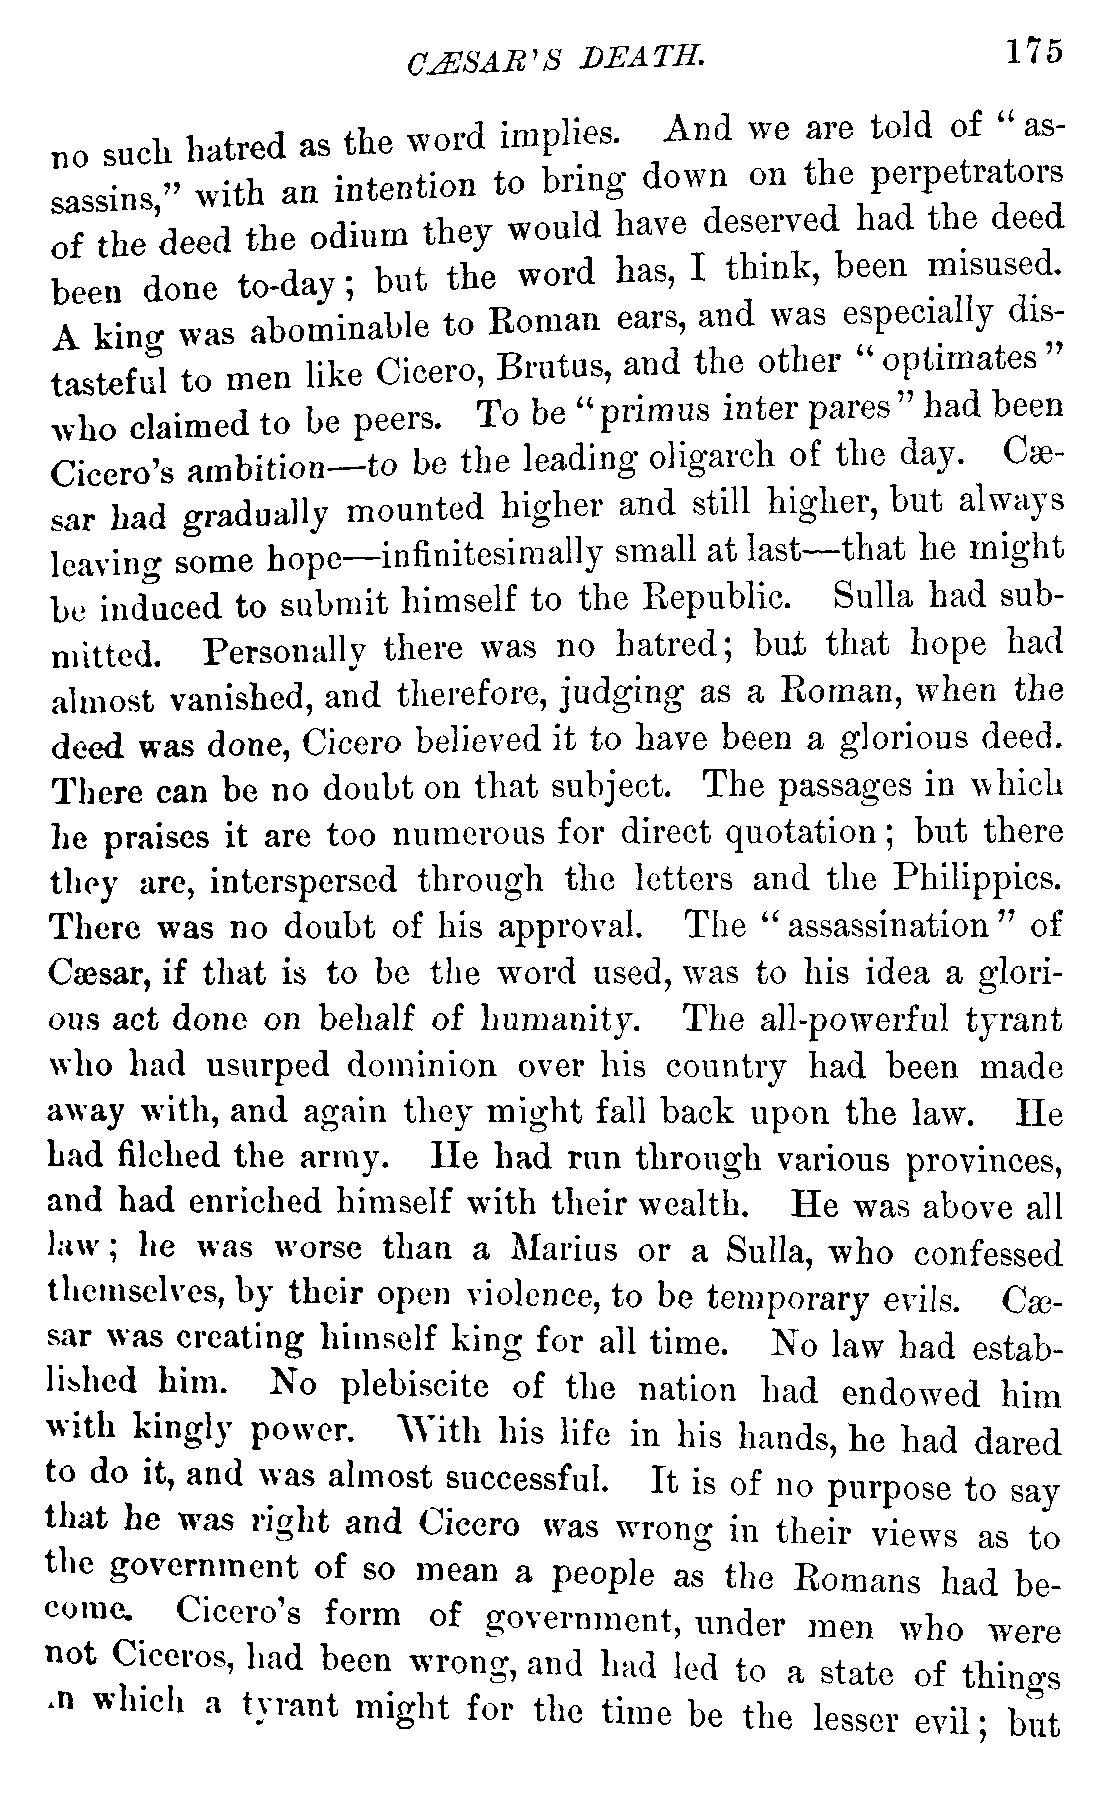 CÆSAR'S DEATH. 175
no such hatred as the word implies. And we are told of "as-
sassins," with an intention to bring down on the perpetrators
of the deed the odium they would have deserved had the deed
been done to-day; but the word has, I think, been misused.
A king was abominable to Roman ears, and was especially dis-
tasteful to men like Cicero, Brutus, and the other "optimates"
who claimed to be peers. To be "primus inter pares" had been
Cicero's ambition—to be the leading oligarch of the day. Cæ-
sar had gradually mounted higher and still higher, but always
leaving some hope—infinitesimally small at last—that he might
be induced to submit himself to the Republic. Sulla had sub-
mitted. Personally there was no hatred; but that hope had
almost vanished, and therefore, judging as a Roman, when the
deed was done, Cicero believed it to have been a glorious deed.
There can be no doubt on that subject. The passages in which
he praises it are too numerous for direct quotation; but there
they are, interspersed through the letters and the Philippics.
There was no doubt of his approval. The "assassination" of
Cæsar, if that is to be the word used, was to his idea a glori-
ous act done on behalf of humanity. The all-powerful tyrant
who had usurped dominion over his country had been made
away with, and again they might fall back upon the law. He
had filched the army. He had run through various provinces,
and had enriched himself with their wealth. He was above all
law; he was worse than a Marius or a Sulla, who confessed
themselves, by their open violence, to be temporary evils. Cæ-
sar was creating himself king for all time. No law had estab-
lished him. No plebiscite of the nation had endowed him
with kingly power. With his life in his hands, he had dared
to do it, and was almost successful. It is of no purpose to say
that he was right and Cicero was wrong in their views as to
the government of so mean a people as the Romans had be-
come. Cicero's form of government, under men who were
not Ciceros, had been wrong, and had led to a state of things
in which a tyrant might for the time be the lesser evil; but